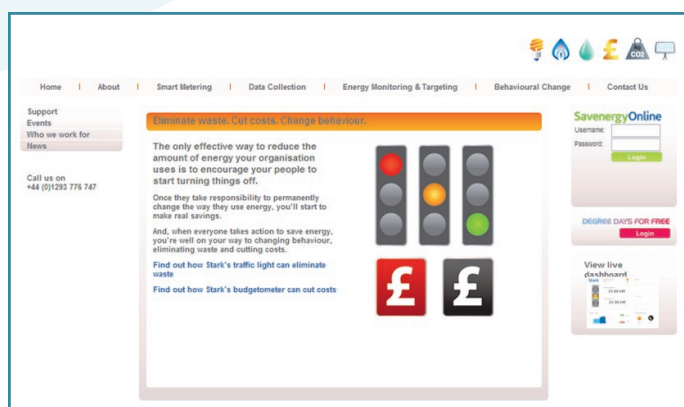 £
CO2
Home | About | Smart Metering | Data Collection | Energy Monitoring & Targeting | Behavioural Change | Contact Us
Support
Events
Who we work for
News
Call us on
+44 (0)1293 776 747
Eliminate waste. Cut costs. Change behaviour.
The only effective way to reduce the
amount of energy your organisation
uses is to encourage your people to
start turning things off.
Once they take responsibility to permanently
change the way they use energy, you'll start to
make real savings.
And, when everyone takes action to save energy,
you're well on your way to changing behaviour,
eliminating waste and cutting costs.
Find out how Stark's traffic light can eliminate
waste
Find out how Stark's budgetometer can cut costs
£ £
SavenergyOnline
Username:
Password:
Login
DEGREE DAYS FOR FREE
Login
View live
dashboard
Stark